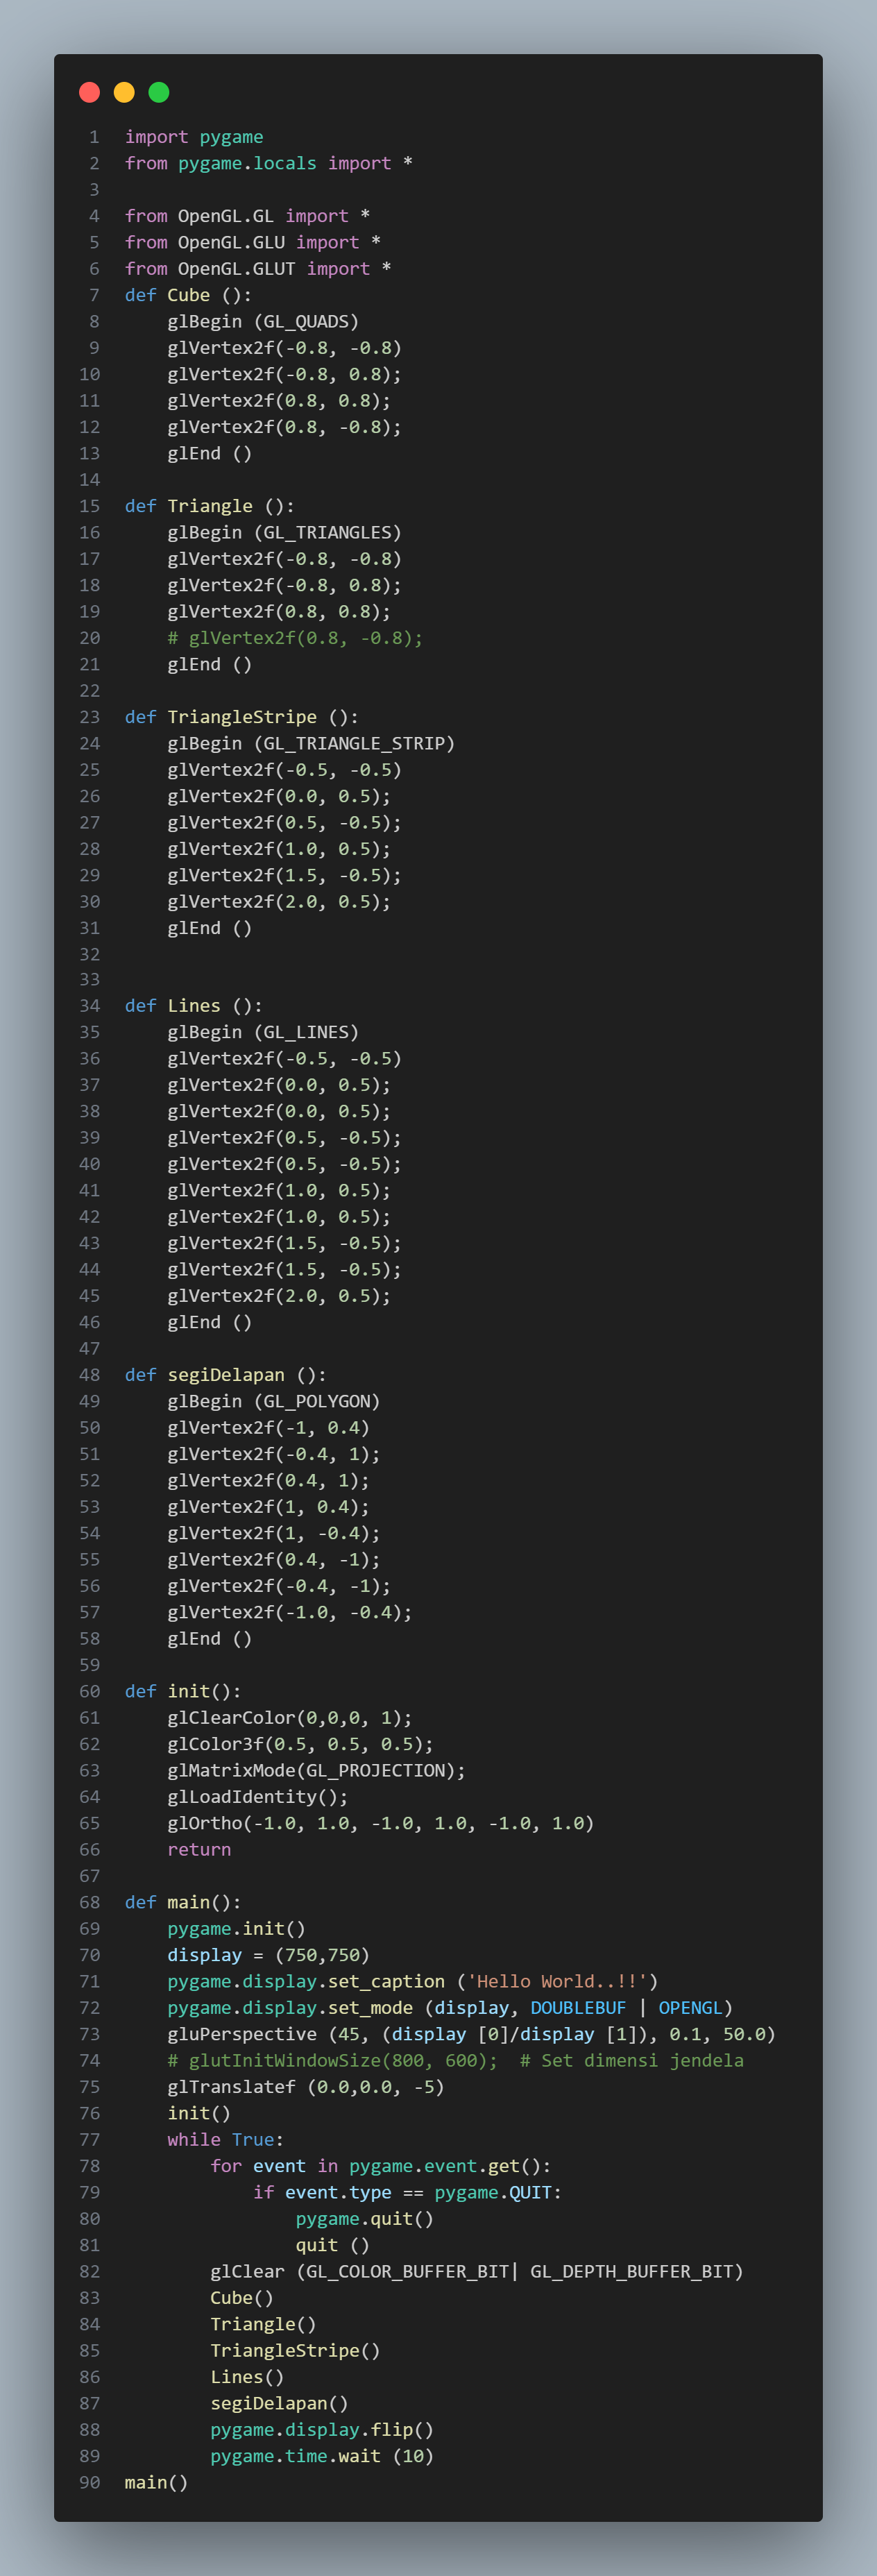 1 import pygame
2 from pygame.locals import *
3
4 from OpenGL.GL import *
5 from OpenGL.GLU import *
6 from OpenGL.GLUT import *
7 def Cube ():
8     glBegin (GL_QUADS)
9     glVertex2f(-0.8, -0.8)
10     glVertex2f(-0.8, 0.8);
11     glVertex2f(0.8, 0.8);
12     glVertex2f(0.8, -0.8);
13     glEnd ()
14
15 def Triangle ():
16     glBegin (GL_TRIANGLES)
17     glVertex2f(-0.8, -0.8)
18     glVertex2f(-0.8, 0.8);
19     glVertex2f(0.8, 0.8);
20     # glVertex2f(0.8, -0.8);
21     glEnd ()
22
23 def TriangleStripe ():
24     glBegin (GL_TRIANGLE_STRIP)
25     glVertex2f(-0.5, -0.5)
26     glVertex2f(0.0, 0.5);
27     glVertex2f(0.5, -0.5);
28     glVertex2f(1.0, 0.5);
29     glVertex2f(1.5, -0.5);
30     glVertex2f(2.0, 0.5);
31     glEnd ()
32
33
34 def Lines ():
35     glBegin (GL_LINES)
36     glVertex2f(-0.5, -0.5)
37     glVertex2f(0.0, 0.5);
38     glVertex2f(0.0, 0.5);
39     glVertex2f(0.5, -0.5);
40     glVertex2f(0.5, -0.5);
41     glVertex2f(1.0, 0.5);
42     glVertex2f(1.0, 0.5);
43     glVertex2f(1.5, -0.5);
44     glVertex2f(1.5, -0.5);
45     glVertex2f(2.0, 0.5);
46     glEnd ()
47
48 def segiDelapan ():
49     glBegin (GL_POLYGON)
50     glVertex2f(-1, 0.4)
51     glVertex2f(-0.4, 1);
52     glVertex2f(0.4, 1);
53     glVertex2f(1, 0.4);
54     glVertex2f(1, -0.4);
55     glVertex2f(0.4, -1);
56     glVertex2f(-0.4, -1);
57     glVertex2f(-1.0, -0.4);
58     glEnd ()
59
60 def init():
61     glClearColor(0,0,0, 1);
62     glColor3f(0.5, 0.5, 0.5);
63     glMatrixMode(GL_PROJECTION);
64     glLoadIdentity();
65     glOrtho(-1.0, 1.0, -1.0, 1.0, -1.0, 1.0)
66     return
67
68 def main():
69     pygame.init()
70     display = (750,750)
71     pygame.display.set_caption ('Hello World..!!')
72     pygame.display.set_mode (display, DOUBLEBUF | OPENGL)
73     gluPerspective (45, (display [0]/display [1]), 0.1, 50.0)
74     # glutInitWindowSize(800, 600);  # Set dimensi jendela
75     glTranslatef (0.0,0.0, -5)
76     init()
77     while True:
78         for event in pygame.event.get():
79             if event.type == pygame.QUIT:
80                 pygame.quit()
81                 quit ()
82         glClear (GL_COLOR_BUFFER_BIT| GL_DEPTH_BUFFER_BIT)
83         Cube()
84         Triangle()
85         TriangleStripe()
86         Lines()
87         segiDelapan()
88         pygame.display.flip()
89         pygame.time.wait (10)
90 main()